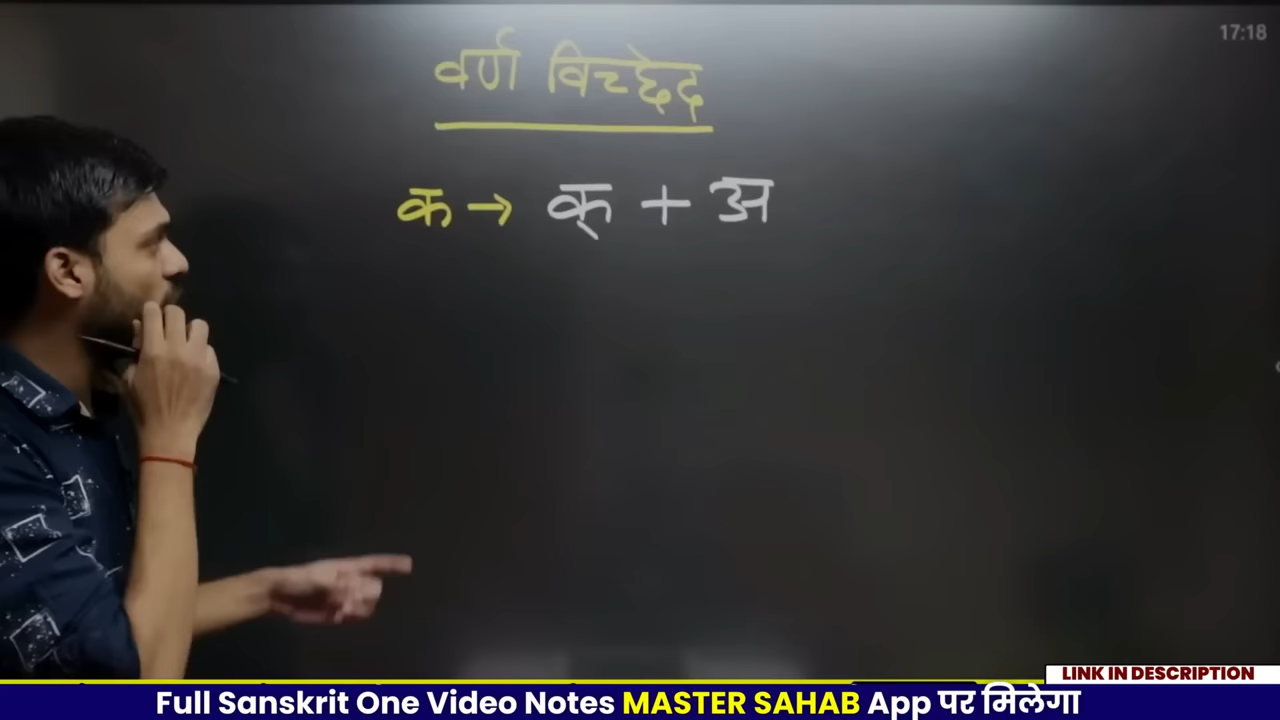 17:18
वर्ण विच्छेद
क → क् + अ
LINK IN DESCRIPTION
Full Sanskrit One Video Notes MASTER SAHAB App पर मिलेगा